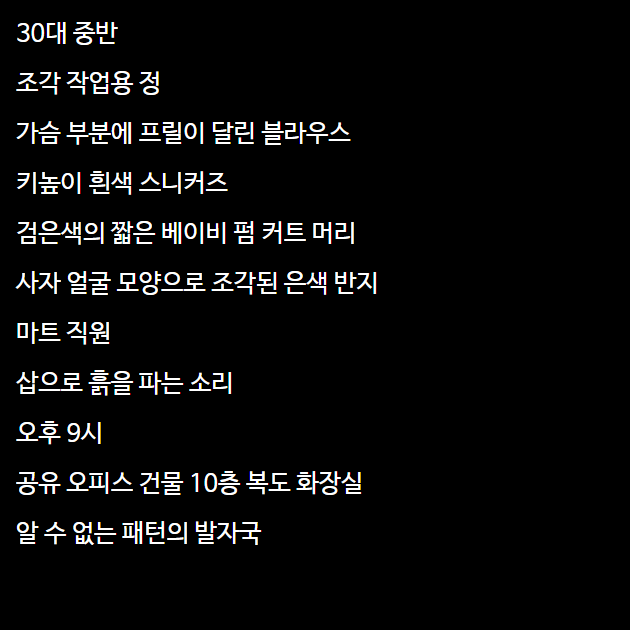 30대 중반
조각 작업용 정
가슴 부분에 프릴이 달린 블라우스
키높이 흰색 스니커즈
검은색의 짧은 베이비 펌 커트 머리
사자 얼굴 모양으로 조각된 은색 반지
마트 직원
삽으로 흙을 파는 소리
오후 9시
공유 오피스 건물 10층 복도 화장실
알 수 없는 패턴의 발자국